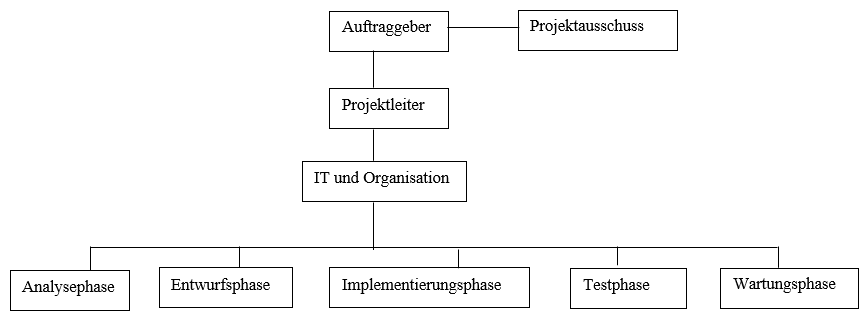 Auftraggeber
Projektausschuss
Projektleiter
IT und Organisation
Analysephase
Entwurfsphase
Implementierungsphase
Testphase
Wartungsphase